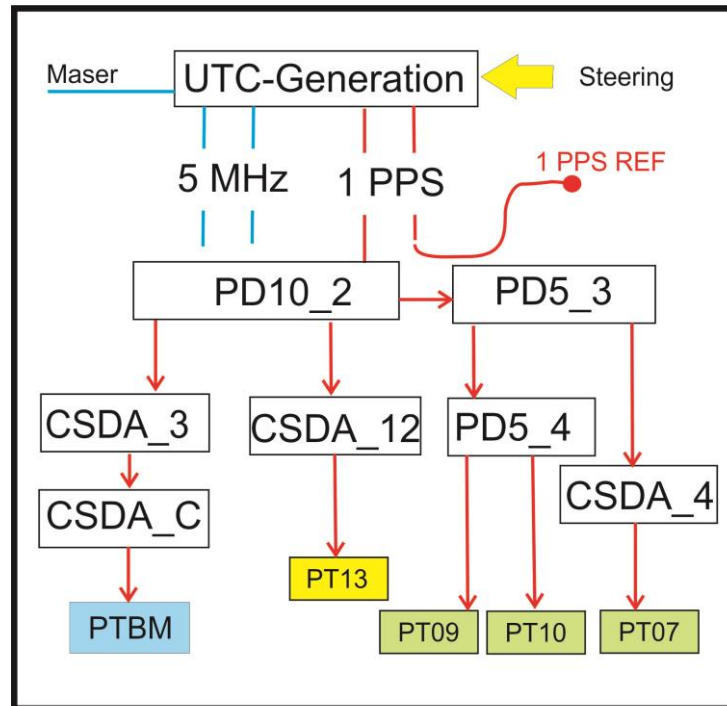 Maser
UTC-Generation
Steering
5 MHz
1 PPS
1 PPS REF
PD10_2
PD5_3
CSDA_3
CSDA_12
PD5_4
CSDA_C
CSDA_4
PT13
PTBM
PT09
PT10
PT07